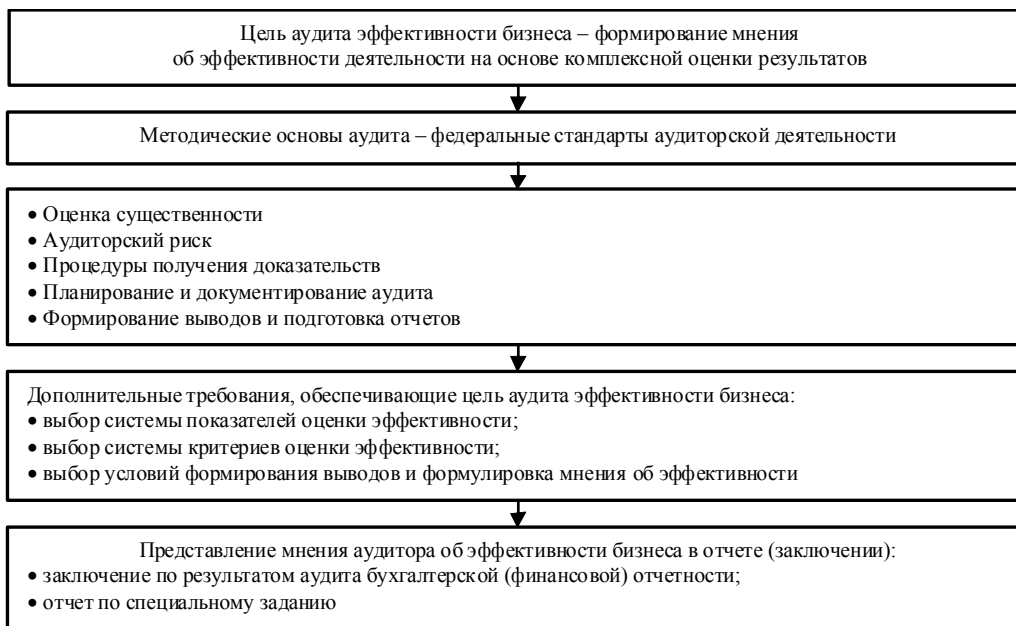 Цель аудита эффективности бизнеса – формирование мнения
об эффективности деятельности на основе комплексной оценки результатов
Методические основы аудита – федеральные стандарты аудиторской деятельности
• Оценка существенности
• Аудиторский риск
• Процедуры получения доказательств
• Планирование и документирование аудита
• Формирование выводов и подготовка отчетов
Дополнительные требования, обеспечивающие цель аудита эффективности бизнеса:
• выбор системы показателей оценки эффективности;
• выбор системы критериев оценки эффективности;
• выбор условий формирования выводов и формулировка мнения об эффективности
Представление мнения аудитора об эффективности бизнеса в отчете (заключении):
• заключение по результатом аудита бухгалтерской (финансовой) отчетности;
• отчет по специальному заданию